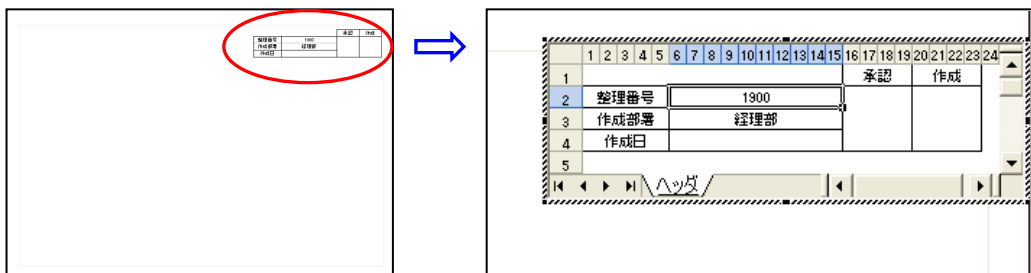 承認 作成
整理番号 1900
作成部署 経理部
作成日
1 2 3 4 5 6 7 8 9 10 11 12 13 14 15 16 17 18 19 20 21 22 23 24
1 承認 作成
2 整理番号 1900
3 作成部署 経理部
4 作成日
5
ヘッダ